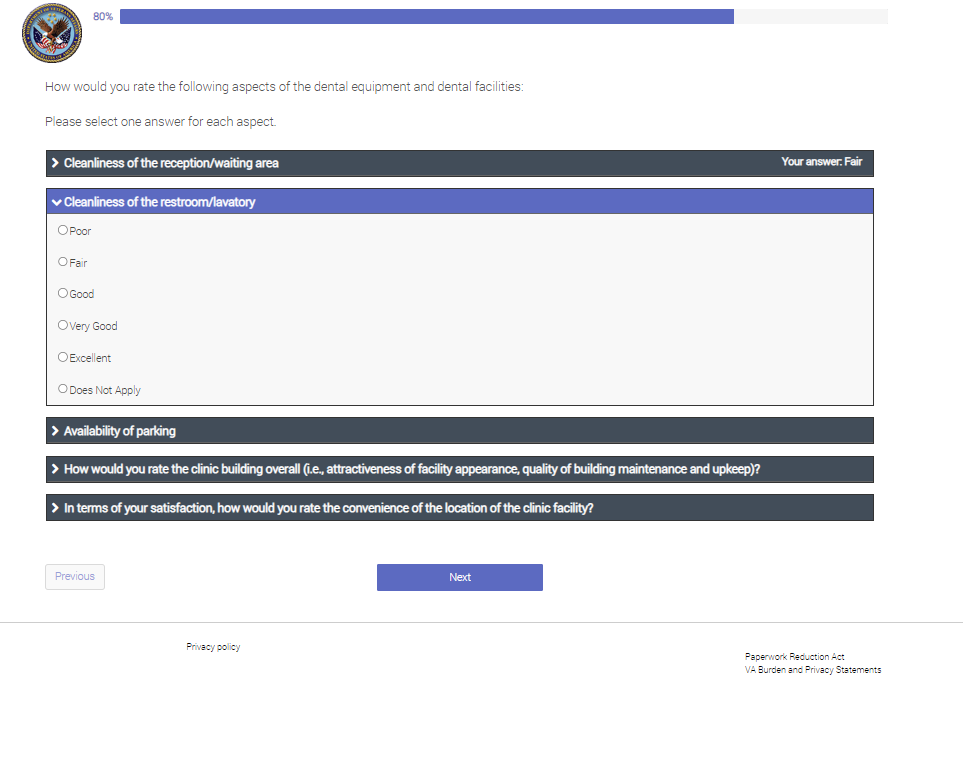 80%
How would you rate the following aspects of the dental equipment and dental facilities:
Please select one answer for each aspect.
Cleanliness of the reception/waiting area
Your answer: Fair
Cleanliness of the restroom/lavatory
Poor
Fair
Good
Very Good
Excellent
Does Not Apply
Availability of parking
How would you rate the clinic building overall (i.e., attractiveness of facility appearance, quality of building maintenance and upkeep)?
In terms of your satisfaction, how would you rate the convenience of the location of the clinic facility?
Previous
Next
Privacy policy
Paperwork Reduction Act
VA Burden and Privacy Statements